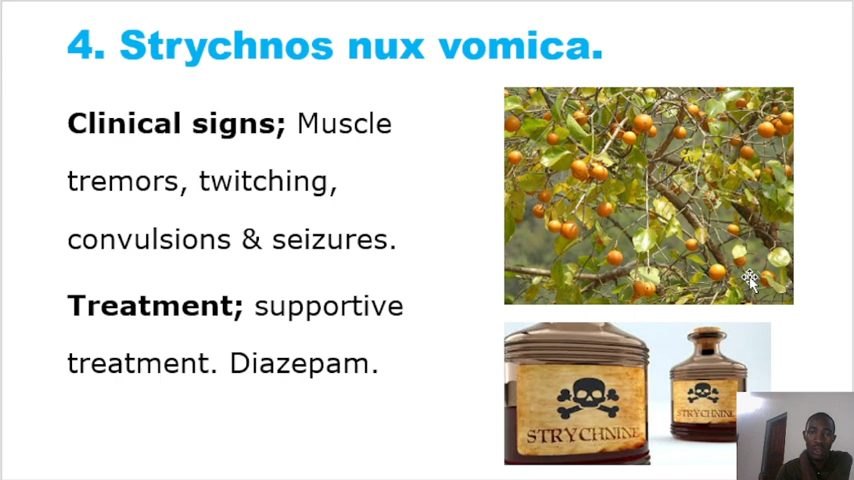 4. Strychnos nux vomica.
Clinical signs; Muscle
tremors, twitching,
convulsions & seizures.
Treatment; supportive
treatment. Diazepam.
STRYCHNINE
STRYCHNINE